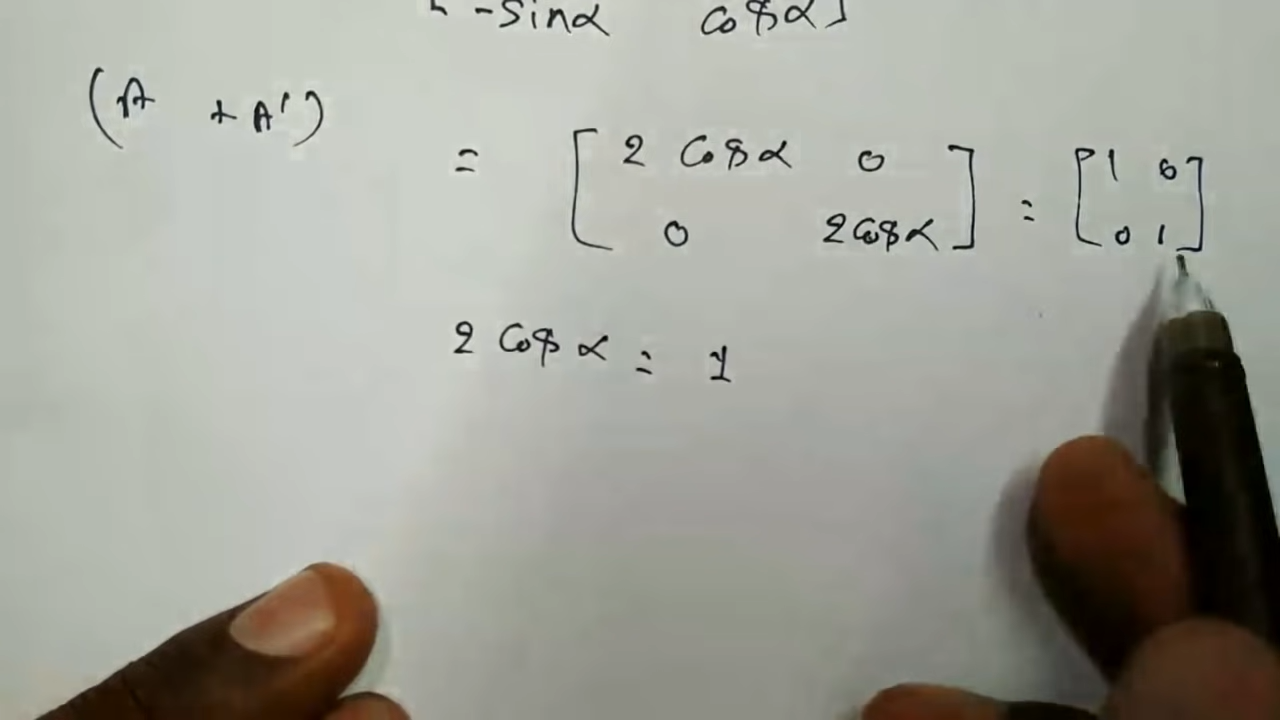 -Sinα cosα]
(A + A')
= [ 2 Cosα 0 ] = [ 1 0 ]
[ 0 2cosα ] [ 0 1 ]
2 Cosα = 1